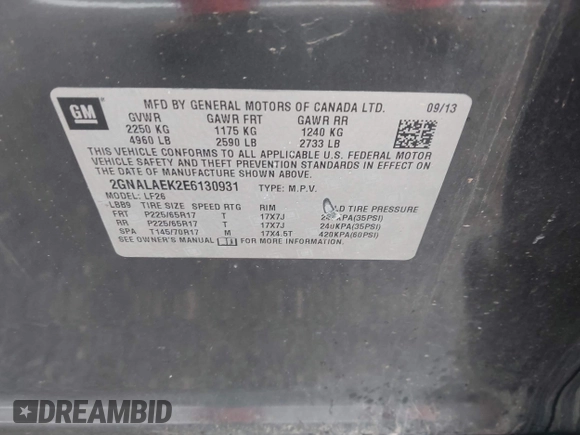 GM
MFD BY GENERAL MOTORS OF CANADA LTD. 09/13
GVWR GAWR FRT GAWR RR
2250 KG 1175 KG 1240 KG
4960 LB 2590 LB 2733 LB
THIS VEHICLE CONFORMS TO ALL APPLICABLE U.S. FEDERAL MOTOR
VEHICLE SAFETY AND THEFT PREVENTION STANDARDS IN EFFECT ON
THE DATE OF MANUFACTURE SHOWN ABOVE.
2GNALAEK2E6130931 TYPE: M.P.V.
MODEL: LF26
LBB9 TIRE SIZE SPEED RTG RIM TIRE PRESSURE
FRT P225/65R17 T 17X7J (35PSI)
RR P225/65R17 T 17X7J 240KPA(35PSI)
SPA T145/70R17 M 17X4.5T 420KPA(60PSI)
SEE OWNER'S MANUAL FOR MORE INFORMATION.
DREAMBID